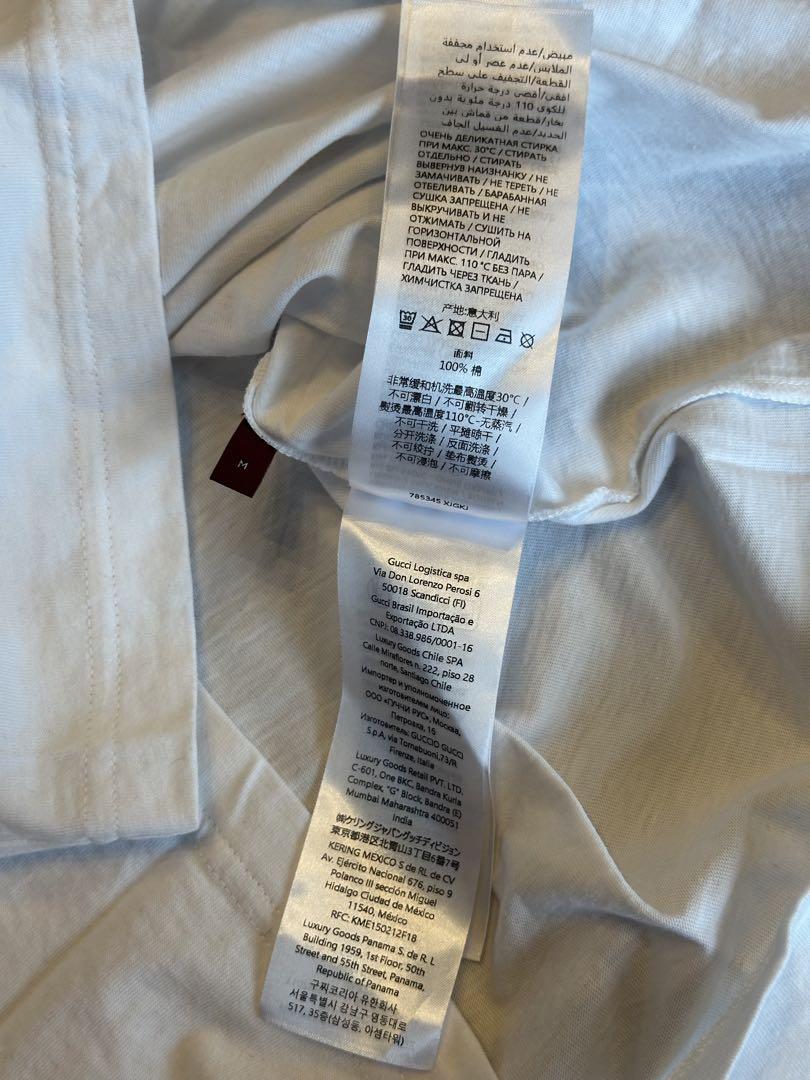 مبيض/عدم استخدام مجففة
الملابس/عدم عصر أو لى
القطعة/التجفيف على سطح
افقى/أقصى درجة حرارة
للكوى 110 درجة مئوية بدون
بخار/قطعة من قماش بين
الحديد/عدم الغسيل الجاف
ОЧЕНЬ ДЕЛИКАТНАЯ СТИРКА
ПРИ МАКС. 30°C / СТИРАТЬ
ОТДЕЛЬНО / СТИРАТЬ
ВЫВЕРНУВ НАИЗНАНКУ / НЕ
ЗАМАЧИВАТЬ / НЕ ТЕРЕТЬ / НЕ
ОТБЕЛИВАТЬ / БАРАБАННАЯ
СУШКА ЗАПРЕЩЕНА / НЕ
ВЫКРУЧИВАТЬ И НЕ
ОТЖИМАТЬ / СУШИТЬ НА
ГОРИЗОНТАЛЬНОЙ
ПОВЕРХНОСТИ / ГЛАДИТЬ
ПРИ МАКС. 110 °C БЕЗ ПАРА /
ГЛАДИТЬ ЧЕРЕЗ ТКАНЬ /
ХИМЧИСТКА ЗАПРЕЩЕНА
产地:意大利
30
面料
100% 棉
非常缓和机洗最高温度30°C /
不可漂白 / 不可翻转干燥 /
熨烫最高温度110°C-无蒸汽 /
不可干洗 / 平摊晾干 /
分开洗涤 / 反面洗涤 /
不可绞拧 / 垫布熨烫 /
不可浸泡 / 不可摩擦
M
785345 XJGKJ
Gucci Logistica spa
Via Don Lorenzo Perosi 6
50018 Scandicci (FI)
Gucci Brasil Importação e
Exportação LTDA
CNPJ: 08.338.986/0001-16
Luxury Goods Chile SPA
Calle Miraflores n. 222, piso 28
norte, Santiago Chile
Импортер и уполномоченное
изготовителем лицо:
ООО «ГУЧЧИ РУС», Москва,
Петровка, 16
Изготовитель: GUCCIO GUCCI
S.p.A, via Tornabuoni,73/R
Firenze, Italia
Luxury Goods Retail PVT. LTD.
C-601, One BKC, Bandra Kurla
Complex, "G" Block, Bandra (E)
Mumbai Maharashtra 400051
India
㈱ケリングジャパングッチディビジョン
東京都港区北青山3丁目6番7号
KERING MEXICO S de RL de CV
Av. Ejército Nacional 676, piso 9
Polanco III sección Miguel
Hidalgo Ciudad de México
11540, México
RFC: KME150212F18
Luxury Goods Panama S. de R. L
Building 1959, 1st Floor, 50th
Street and 55th Street, Panama,
Republic of Panama
구찌코리아 유한회사
서울특별시 강남구 영동대로
517, 35층(삼성동, 아셈타워)